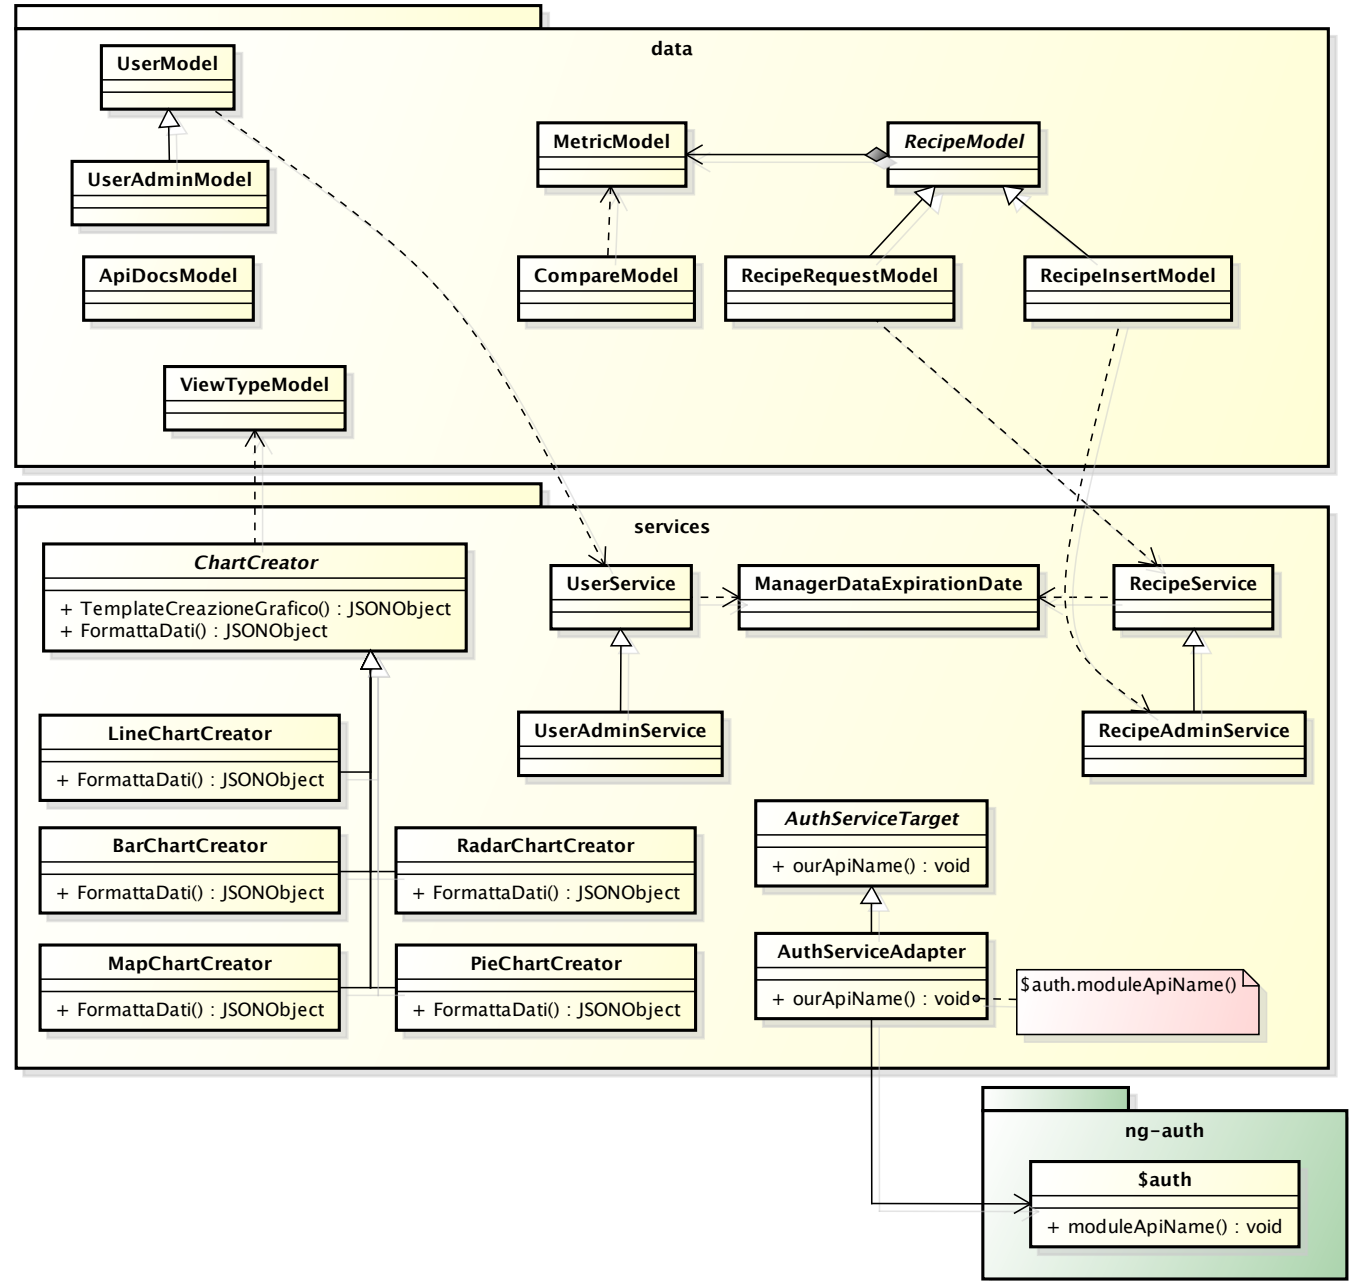 data
UserModel
UserAdminModel
ApiDocsModel
ViewTypeModel
MetricModel
RecipeModel
CompareModel
RecipeRequestModel
RecipeInsertModel
services
ChartCreator
+ TemplateCreazioneGrafico() : JSONObject
+ FormattaDati() : JSONObject
UserService
ManagerDataExpirationDate
RecipeService
LineChartCreator
+ FormattaDati() : JSONObject
UserAdminService
RecipeAdminService
BarChartCreator
+ FormattaDati() : JSONObject
RadarChartCreator
+ FormattaDati() : JSONObject
MapChartCreator
+ FormattaDati() : JSONObject
PieChartCreator
+ FormattaDati() : JSONObject
AuthServiceTarget
+ ourApiName() : void
AuthServiceAdapter
+ ourApiName() : void
$auth.moduleApiName()
ng-auth
$auth
+ moduleApiName() : void